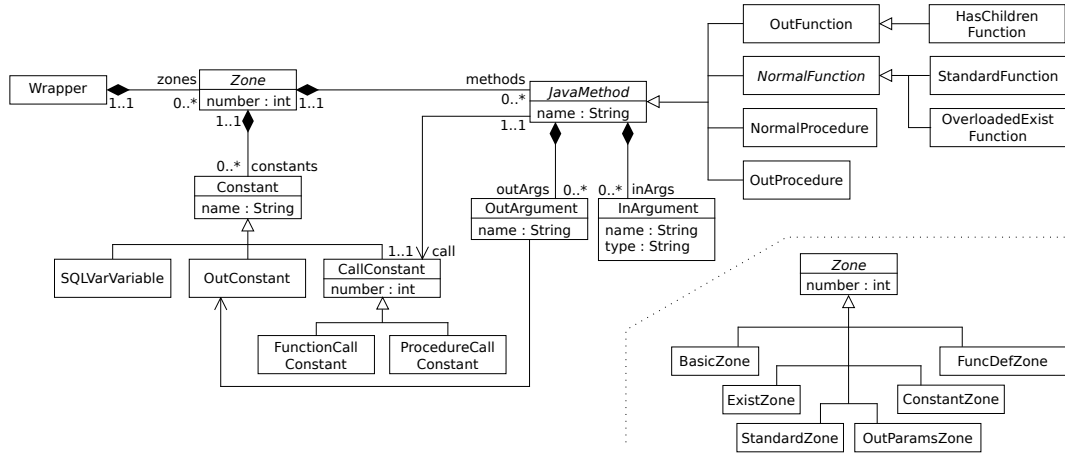 Wrapper
1..1
zones
0..*
Zone
number : int
1..1
1..1
methods
0..*
JavaMethod
name : String
1..1
OutFunction
HasChildren
Function
NormalFunction
StandardFunction
OverloadedExist
Function
NormalProcedure
OutProcedure
0..*
constants
Constant
name : String
outArgs
0..*
OutArgument
name : String
0..*
inArgs
InArgument
name : String
type : String
SQLVarVariable
OutConstant
1..1
call
CallConstant
number : int
FunctionCall
Constant
ProcedureCall
Constant
Zone
number : int
BasicZone
FuncDefZone
ExistZone
ConstantZone
StandardZone
OutParamsZone